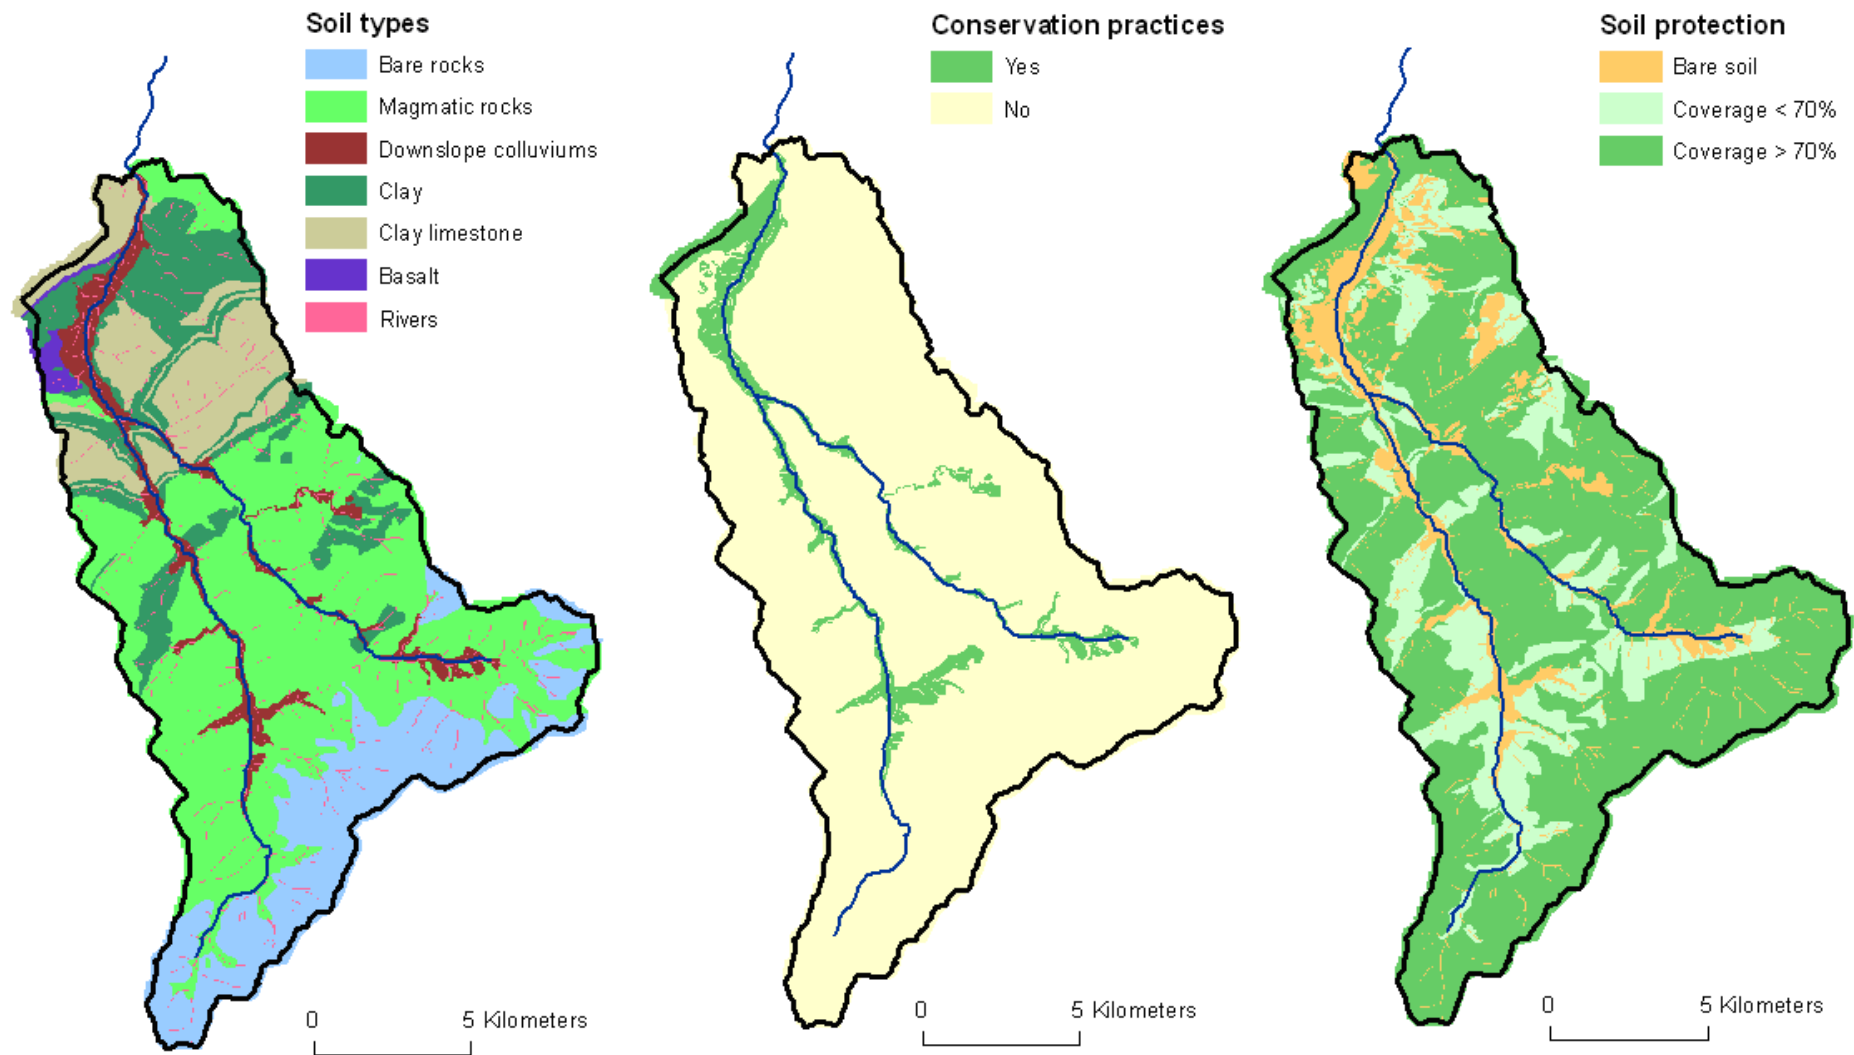 Soil types
Bare rocks
Magmatic rocks
Downslope colluviums
Clay
Clay limestone
Basalt
Rivers
0 5 Kilometers
Conservation practices
Yes
No
0 5 Kilometers
Soil protection
Bare soil
Coverage < 70%
Coverage > 70%
0 5 Kilometers